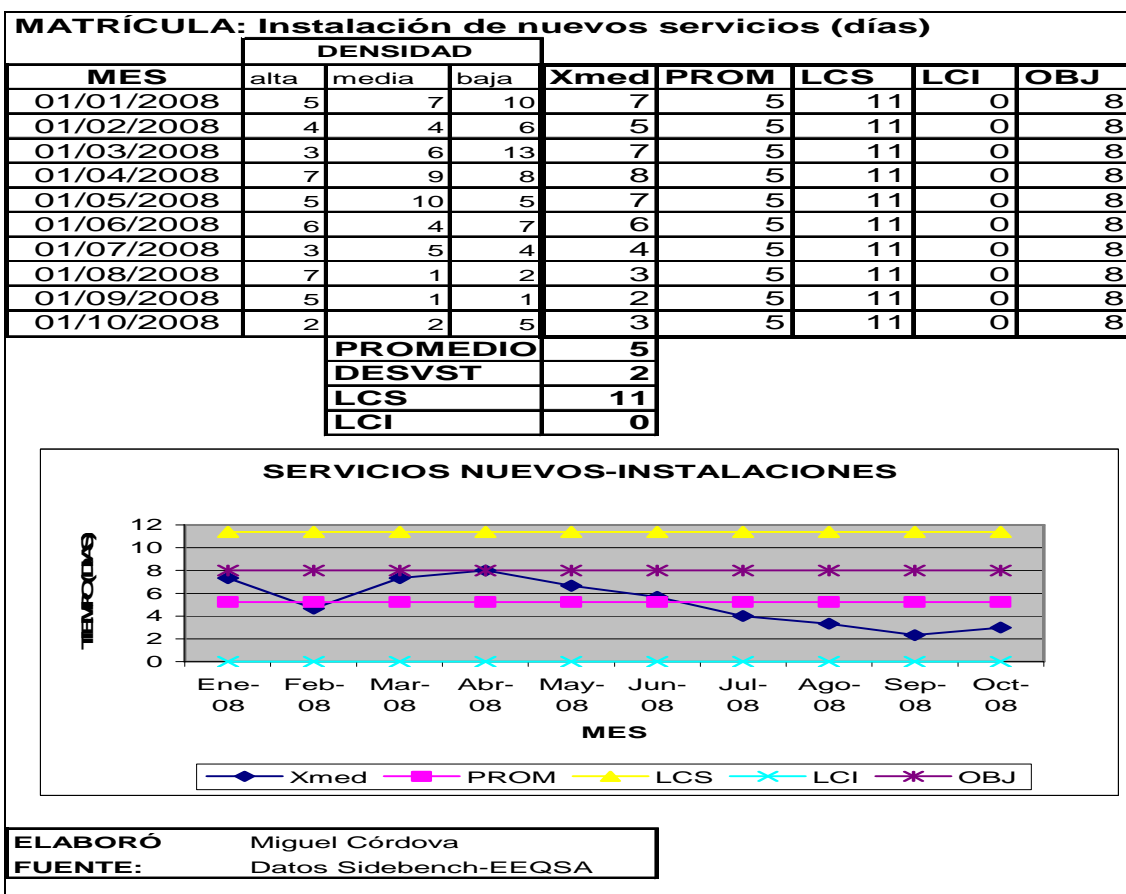 MATRÍCULA: Instalación de nuevos servicios (días)
DENSIDAD
MES alta media baja Xmed PROM LCS LCI OBJ
01/01/2008 5 7 10 7 5 11 0 8
01/02/2008 4 4 6 5 5 11 0 8
01/03/2008 3 6 13 7 5 11 0 8
01/04/2008 7 9 8 8 5 11 0 8
01/05/2008 5 10 5 7 5 11 0 8
01/06/2008 6 4 7 6 5 11 0 8
01/07/2008 3 5 4 4 5 11 0 8
01/08/2008 7 1 2 3 5 11 0 8
01/09/2008 5 1 1 2 5 11 0 8
01/10/2008 2 2 5 3 5 11 0 8
PROMEDIO 5
DESVST 2
LCS 11
LCI 0
SERVICIOS NUEVOS-INSTALACIONES
TIEMPO (DIAS)
12
10
8
6
4
2
0
Ene- Feb- Mar- Abr- May- Jun- Jul- Ago- Sep- Oct-
08 08 08 08 08 08 08 08 08 08
MES
Xmed PROM LCS LCI OBJ
ELABORÓ Miguel Córdova
FUENTE: Datos Sidebench-EEQSA